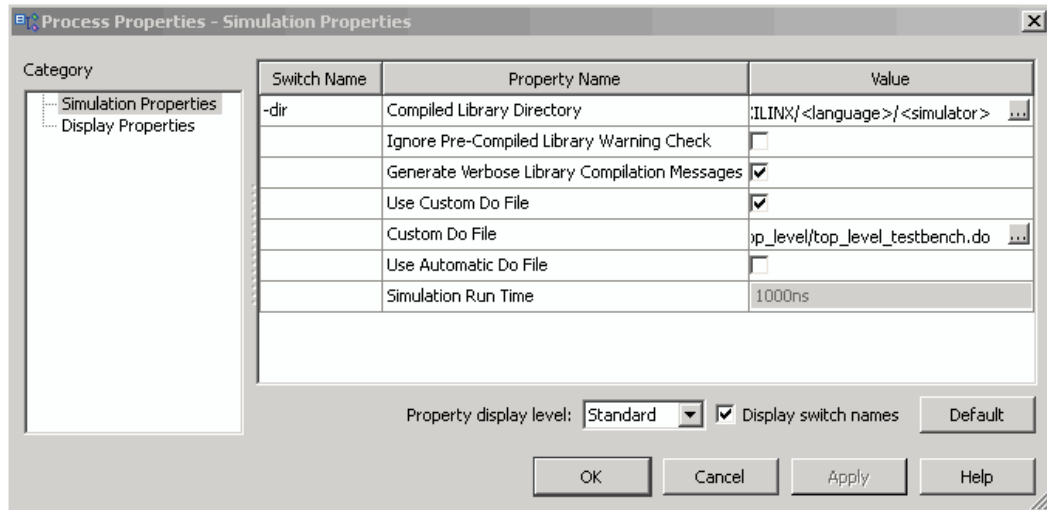 Process Properties - Simulation Properties
Category
Simulation Properties
Display Properties
Switch Name Property Name Value
-dir Compiled Library Directory ILINX/<language>/<simulator> ...
Ignore Pre-Compiled Library Warning Check
Generate Verbose Library Compilation Messages
Use Custom Do File
Custom Do File op_level/top_level_testbench.do ...
Use Automatic Do File
Simulation Run Time 1000ns
Property display level: Standard Display switch names Default
OK Cancel Apply Help